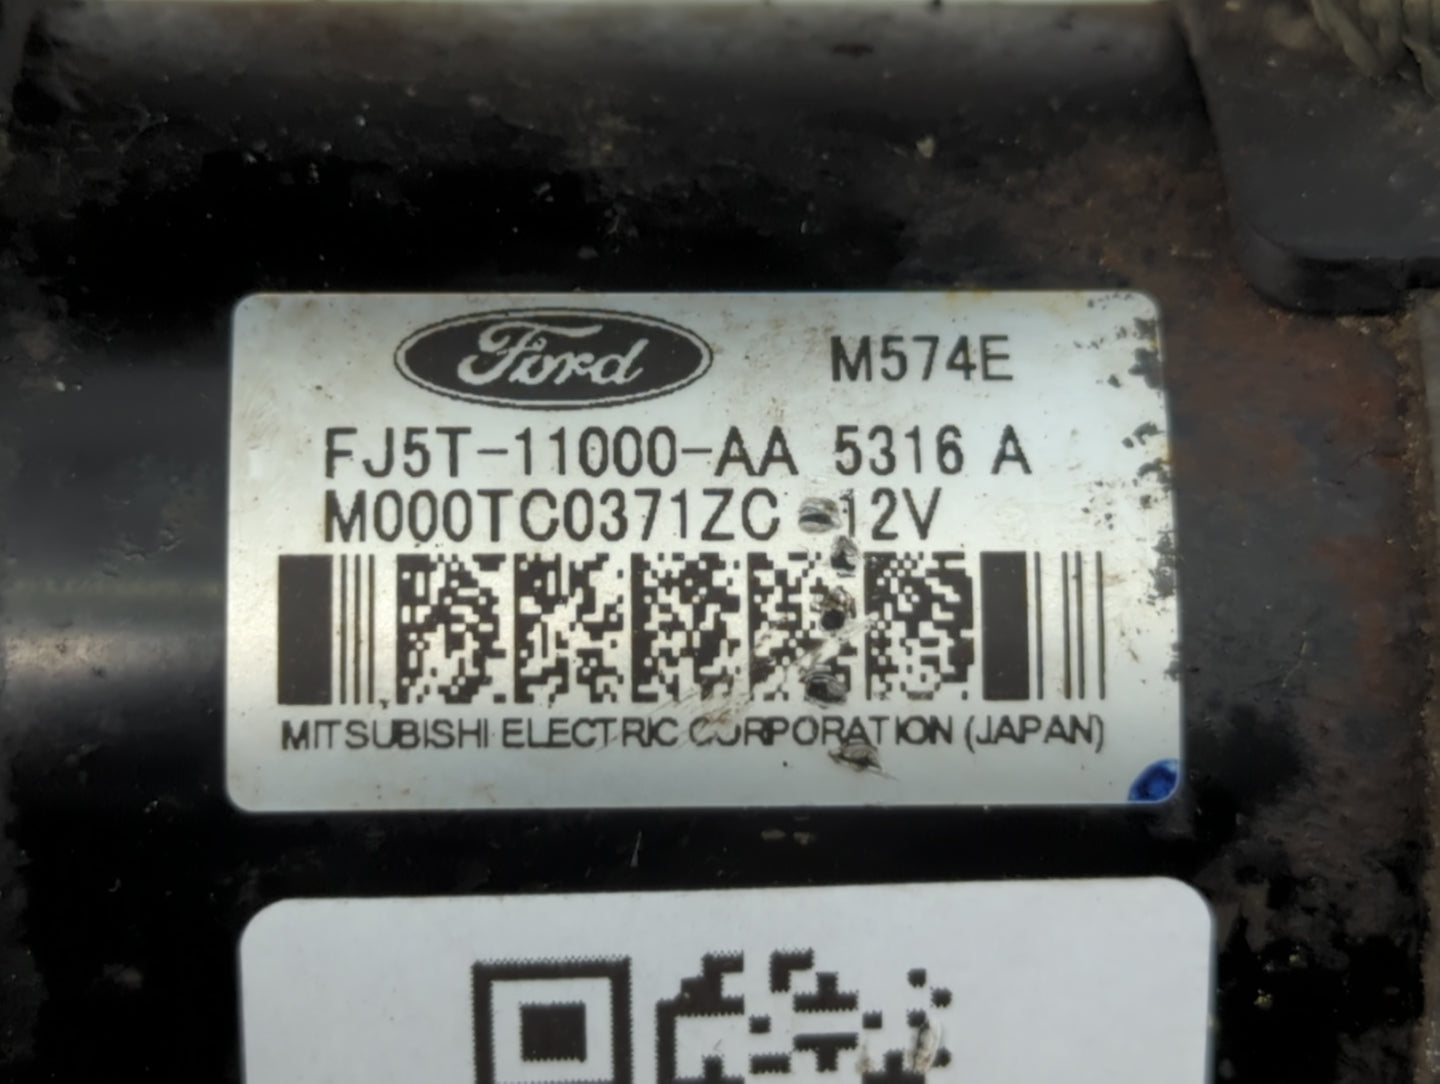 Ford M574E
FJ5T-11000-AA 5316 A
M000TC0371ZC 12V
MITSUBISHI ELECTRIC CORPORATION (JAPAN)